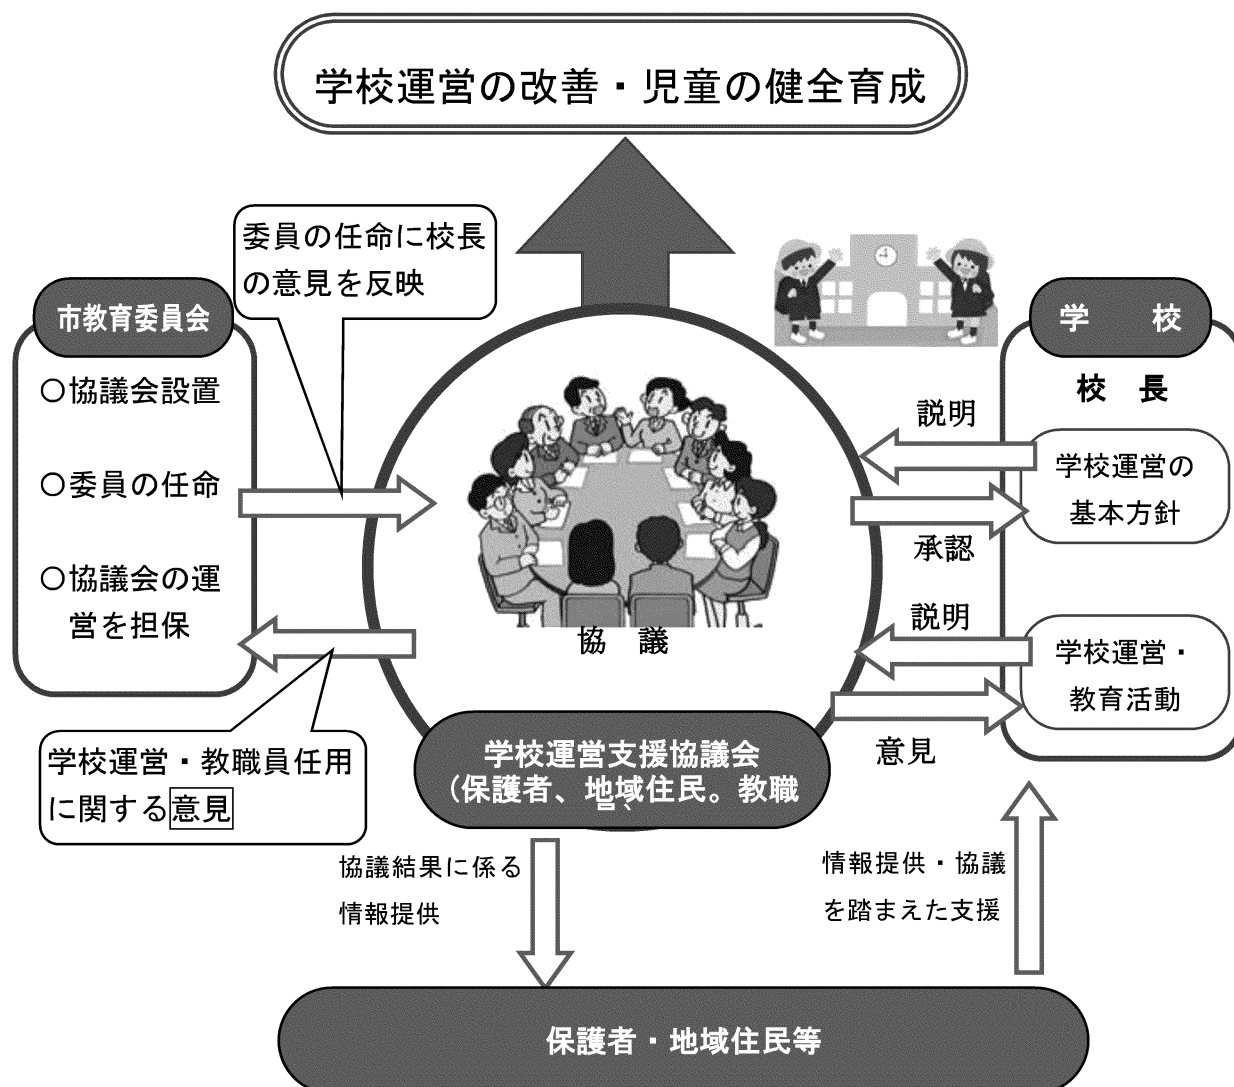 学校運営の改善・児童の健全育成
委員の任命に校長
の意見を反映
市教育委員会
○協議会設置
○委員の任命
○協議会の運
営を担保
学校運営・教職員任用
に関する意見
協 議
学校運営支援協議会
(保護者、地域住民。教職
学 校
校 長
説明
学校運営の
基本方針
承認
説明
学校運営・
教育活動
意見
協議結果に係る
情報提供
情報提供・協議
を踏まえた支援
保護者・地域住民等